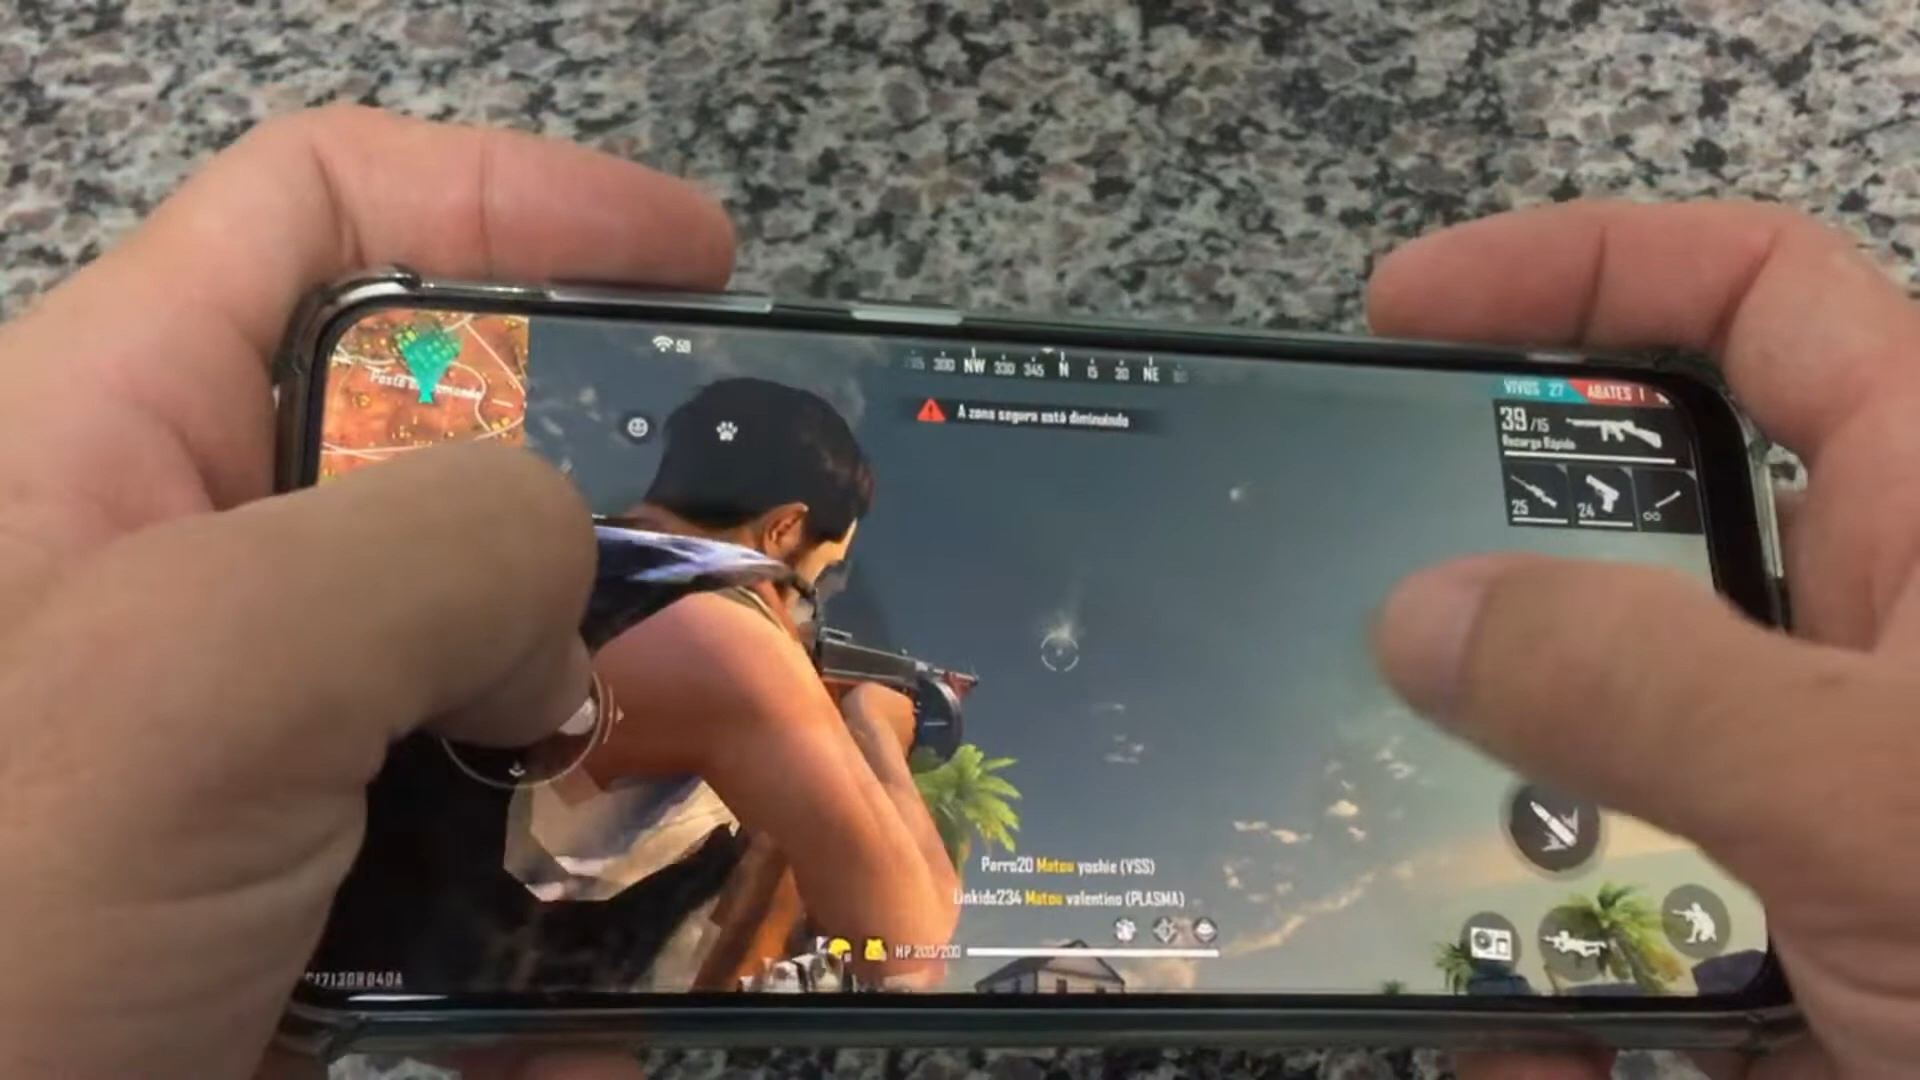 50
300 NW 330 345 N 15 30 NE
A zona segura está diminuindo
VIVOS 27 ABATES 1
39/15
Recarga Rápida
25
24
Perro20 Matou yoshie (VSS)
Linkids234 Matou valentino (PLASMA)
HP 200/200